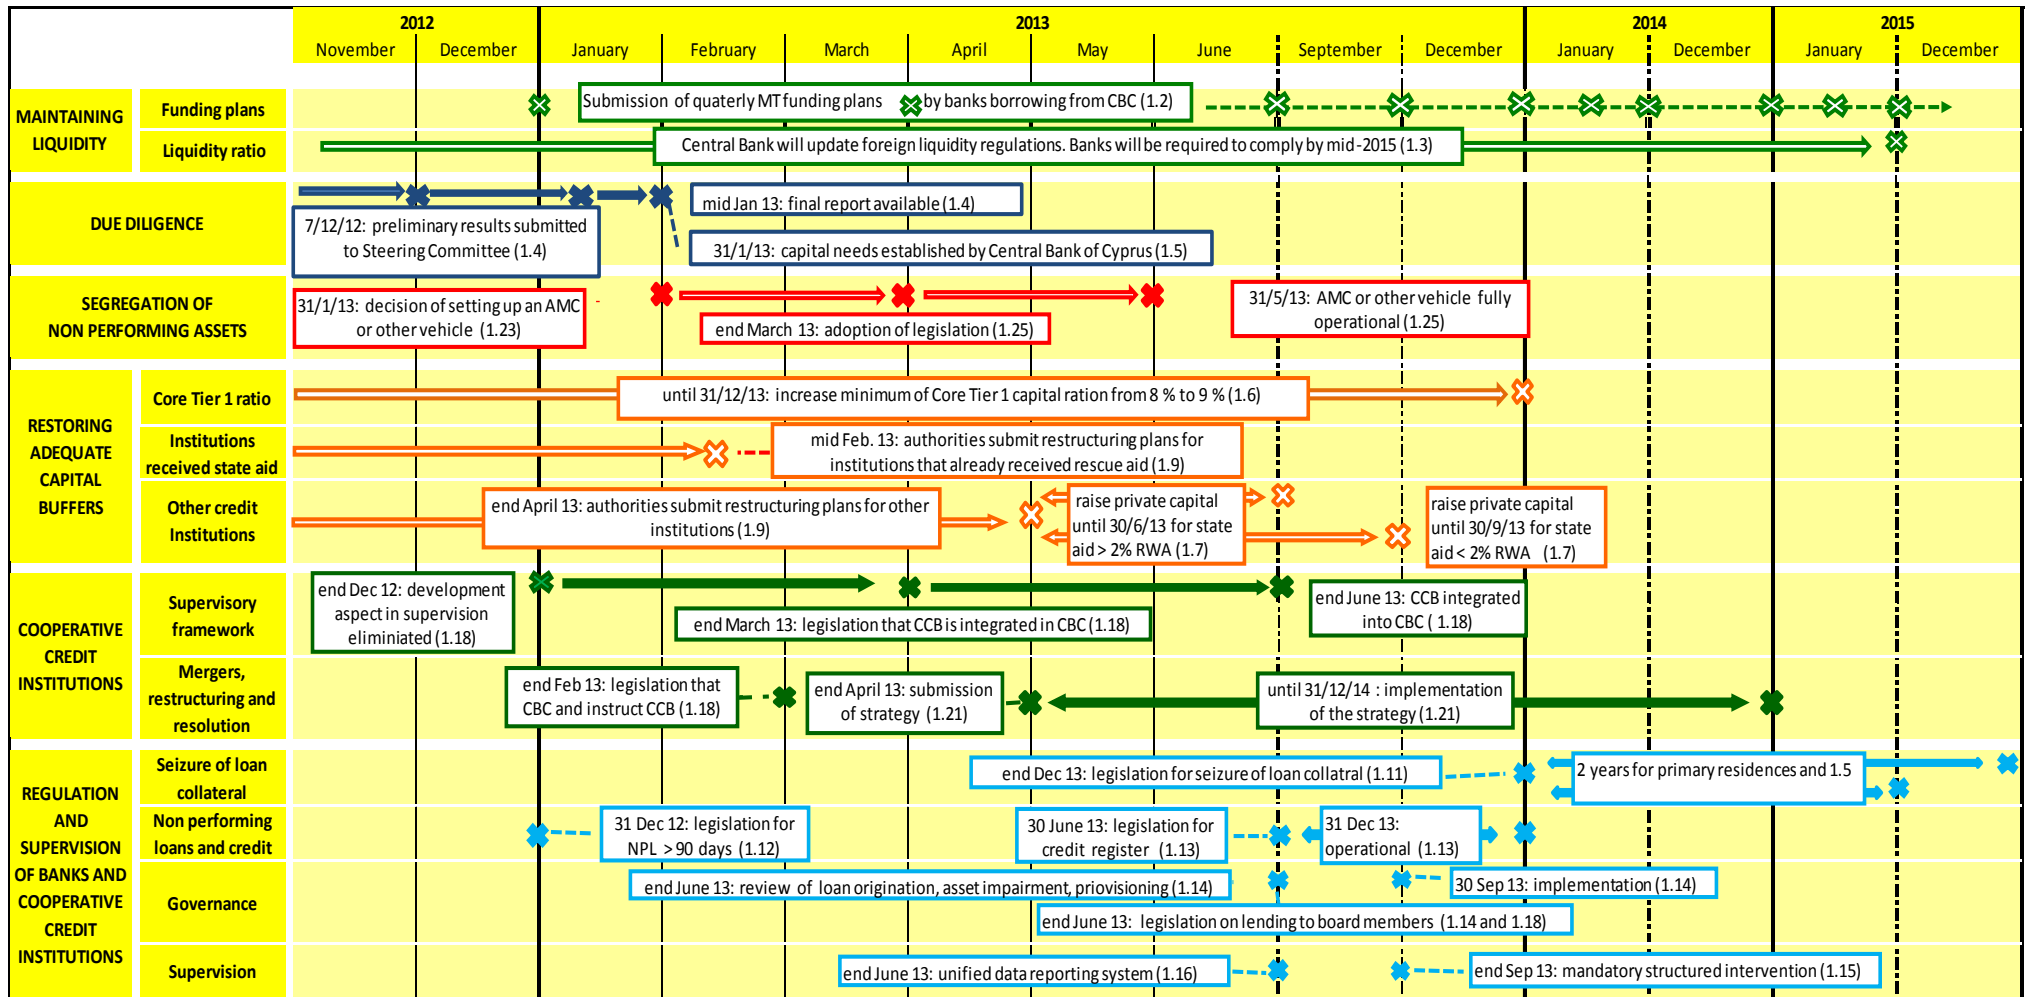 2012
2013
2014
2015
November
December
January
February
March
April
May
June
September
December
January
December
January
December
MAINTAINING
LIQUIDITY
Funding plans
Submission of quaterly MT funding plans by banks borrowing from CBC (1.2)
Liquidity ratio
Central Bank will update foreign liquidity regulations. Banks will be required to comply by mid-2015 (1.3)
DUE DILIGENCE
7/12/12: preliminary results submitted
to Steering Committee (1.4)
mid Jan 13: final report available (1.4)
31/1/13: capital needs established by Central Bank of Cyprus (1.5)
SEGREGATION OF
NON PERFORMING ASSETS
31/1/13: decision of setting up an AMC
or other vehicle (1.23)
end March 13: adoption of legislation (1.25)
31/5/13: AMC or other vehicle fully
operational (1.25)
RESTORING
ADEQUATE
CAPITAL
BUFFERS
Core Tier 1 ratio
until 31/12/13: increase minimum of Core Tier 1 capital ration from 8 % to 9 % (1.6)
Institutions
received state aid
mid Feb. 13: authorities submit restructuring plans for
institutions that already received rescue aid (1.9)
Other credit
Institutions
end April 13: authorities submit restructuring plans for other
institutions (1.9)
raise private capital
until 30/6/13 for state
aid > 2% RWA (1.7)
raise private capital
until 30/9/13 for state
aid < 2% RWA (1.7)
COOPERATIVE
CREDIT
INSTITUTIONS
Supervisory
framework
end Dec 12: development
aspect in supervision
eliminiated (1.18)
end March 13: legislation that CCB is integrated in CBC (1.18)
end June 13: CCB integrated
into CBC ( 1.18)
Mergers,
restructuring and
resolution
end Feb 13: legislation that
CBC and instruct CCB (1.18)
end April 13: submission
of strategy (1.21)
until 31/12/14 : implementation
of the strategy (1.21)
REGULATION
AND
SUPERVISION
OF BANKS AND
COOPERATIVE
CREDIT
INSTITUTIONS
Seizure of loan
collateral
end Dec 13: legislation for seizure of loan collatral (1.11)
2 years for primary residences and 1.5
Non performing
loans and credit
31 Dec 12: legislation for
NPL > 90 days (1.12)
30 June 13: legislation for
credit register (1.13)
31 Dec 13:
operational (1.13)
Governance
end June 13: review of loan origination, asset impairment, priovisioning (1.14)
30 Sep 13: implementation (1.14)
end June 13: legislation on lending to board members (1.14 and 1.18)
Supervision
end June 13: unified data reporting system (1.16)
end Sep 13: mandatory structured intervention (1.15)